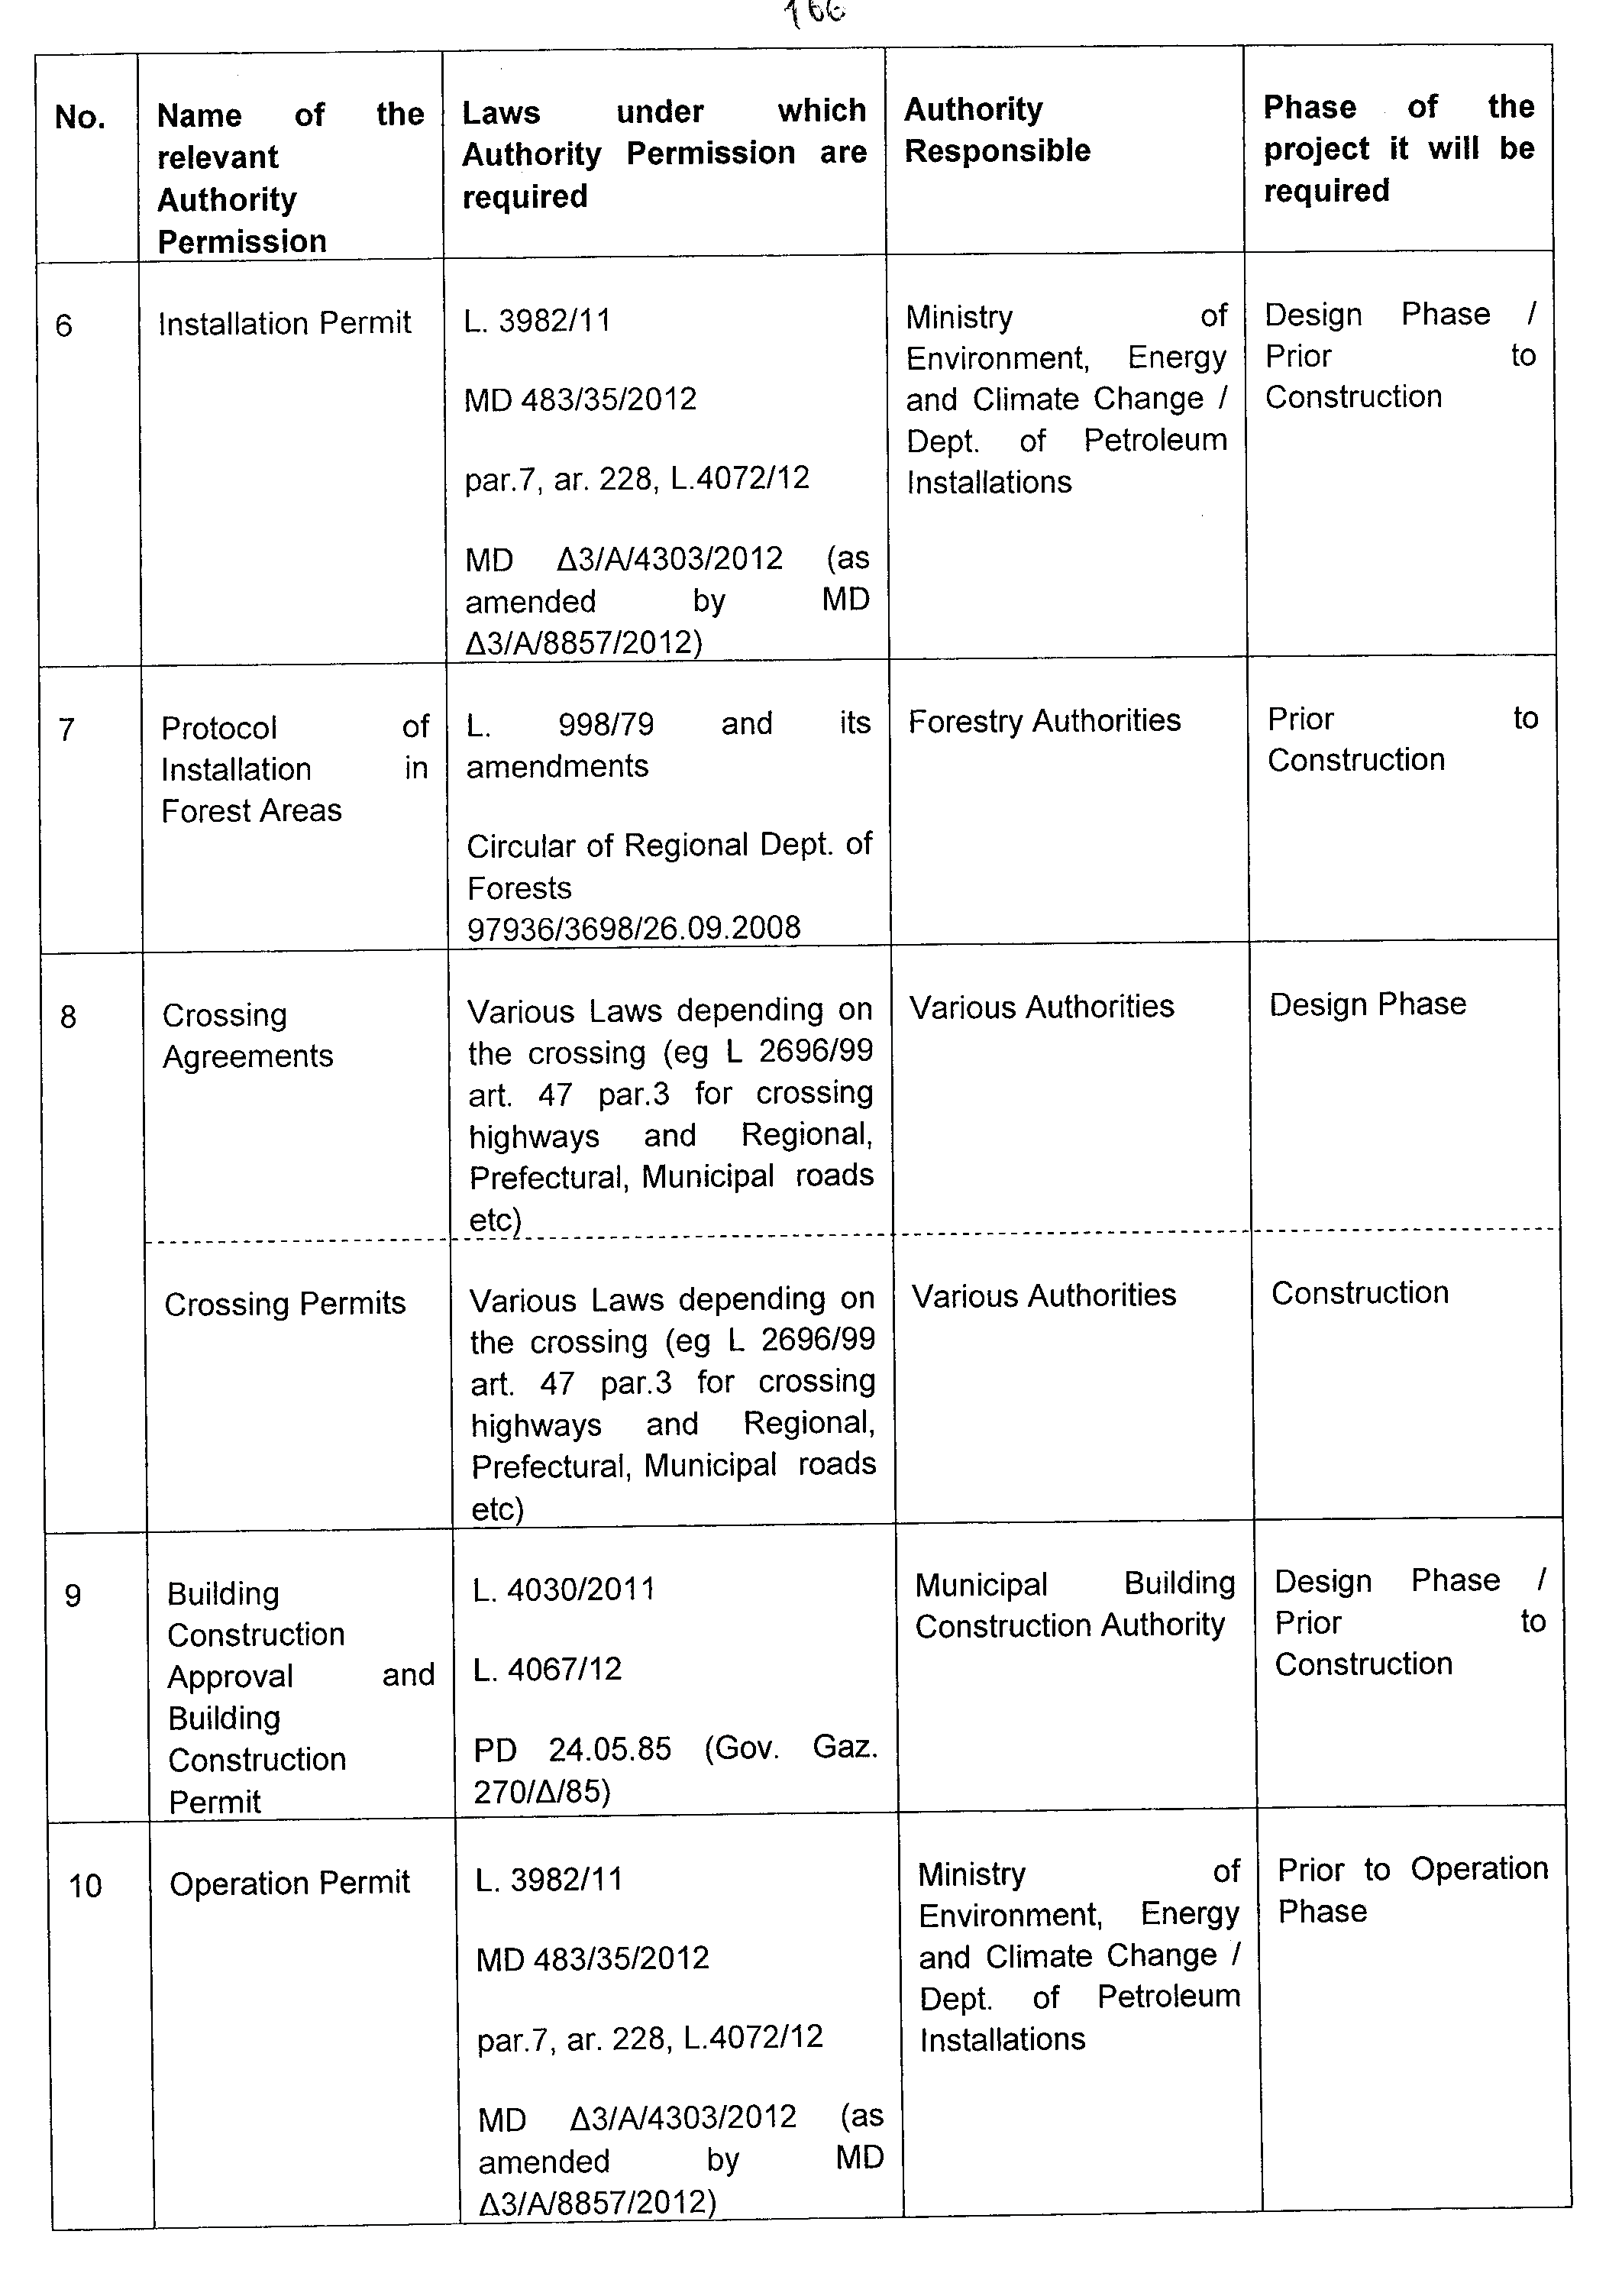 166
No.
Name of the
relevant
Authority
Permission
Laws under which
Authority Permission are
required
Authority
Responsible
Phase of the
project it will be
required
6
Installation Permit
L. 3982/11
MD 483/35/2012
par.7, ar. 228, L.4072/12
MD Δ3/A/4303/2012 (as
amended by MD
Δ3/A/8857/2012)
Ministry of
Environment, Energy
and Climate Change /
Dept. of Petroleum
Installations
Design Phase /
Prior to
Construction
7
Protocol of
Installation in
Forest Areas
L. 998/79 and its
amendments
Circular of Regional Dept. of
Forests
97936/3698/26.09.2008
Forestry Authorities
Prior to
Construction
8
Crossing
Agreements
Various Laws depending on
the crossing (eg L 2696/99
art. 47 par.3 for crossing
highways and Regional,
Prefectural, Municipal roads
etc)
Various Authorities
Design Phase
Crossing Permits
Various Laws depending on
the crossing (eg L 2696/99
art. 47 par.3 for crossing
highways and Regional,
Prefectural, Municipal roads
etc)
Various Authorities
Construction
9
Building
Construction
Approval and
Building
Construction
Permit
L. 4030/2011
L. 4067/12
PD 24.05.85 (Gov. Gaz.
270/Δ/85)
Municipal Building
Construction Authority
Design Phase /
Prior to
Construction
10
Operation Permit
L. 3982/11
MD 483/35/2012
par.7, ar. 228, L.4072/12
MD Δ3/A/4303/2012 (as
amended by MD
Δ3/A/8857/2012)
Ministry of
Environment, Energy
and Climate Change /
Dept. of Petroleum
Installations
Prior to Operation
Phase